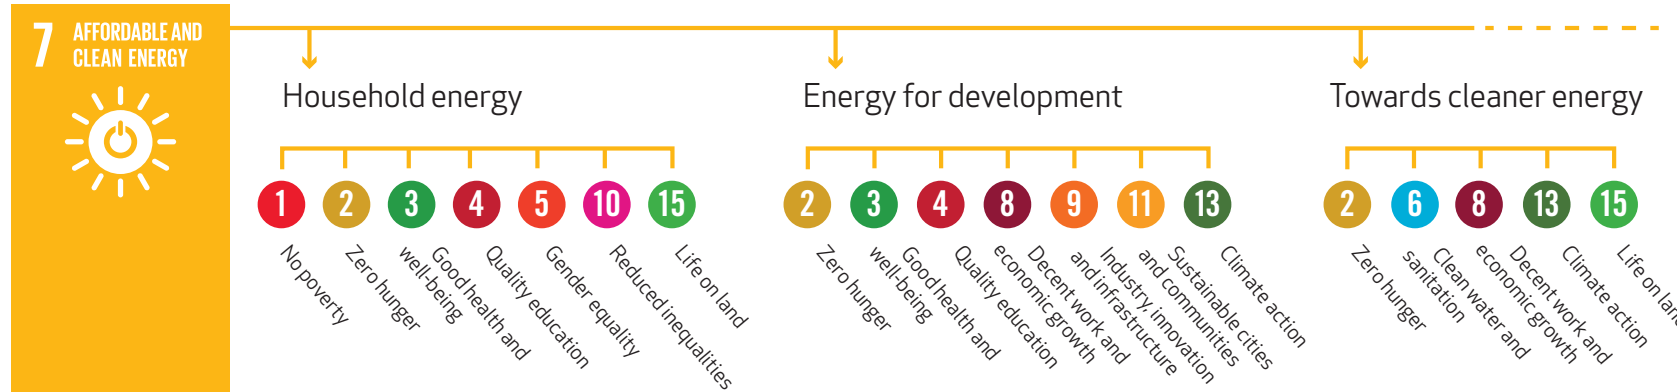 7
AFFORDABLE AND
CLEAN ENERGY
Household energy
1
2
3
4
5
10
15
No poverty
Zero hunger
Good health and
well-being
Quality education
Gender equality
Reduced inequalities
Life on land
Energy for development
2
3
4
8
9
11
13
Zero hunger
Good health and
well-being
Quality education
Decent work and
economic growth
Industry, innovation
and infrastructure
Sustainable cities
and communities
Climate action
Towards cleaner energy
2
6
8
13
15
Zero hunger
Clean water and
sanitation
Decent work and
economic growth
Climate action
Life on land